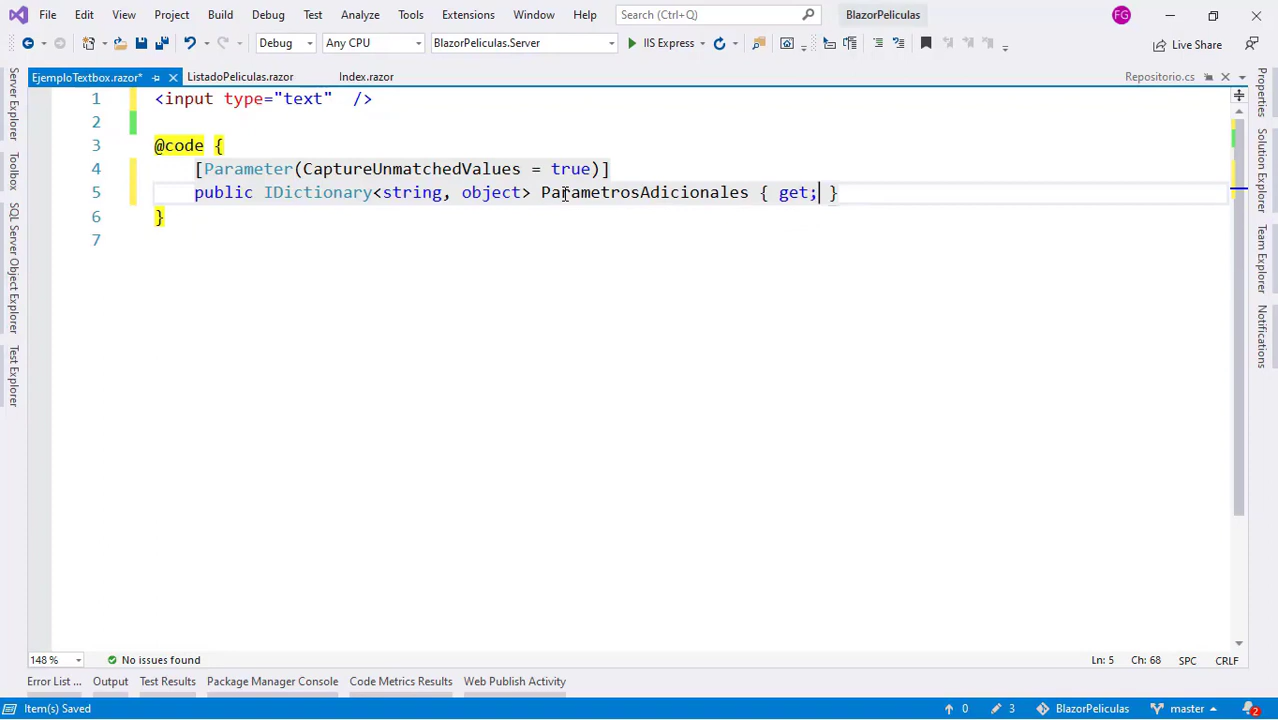 File Edit View Project Build Debug Test Analyze Tools Extensions Window Help Search (Ctrl+Q) BlazorPeliculas FG
Debug Any CPU BlazorPeliculas.Server IIS Express Live Share
EjemploTextbox.razor* ListadoPeliculas.razor Index.razor Repositorio.cs
1 <input type="text"  />
2
3 @code {
4 [Parameter(CaptureUnmatchedValues = true)]
5 public IDictionary<string, object> ParametrosAdicionales { get; }
6 }
7
Server Explorer
Toolbox
SQL Server Object Explorer
Test Explorer
Properties
Solution Explorer
Team Explorer
Notifications
148 % No issues found Ln: 5 Ch: 68 SPC CRLF
Error List ... Output Test Results Package Manager Console Code Metrics Results Web Publish Activity
Item(s) Saved 0 3 BlazorPeliculas master 2